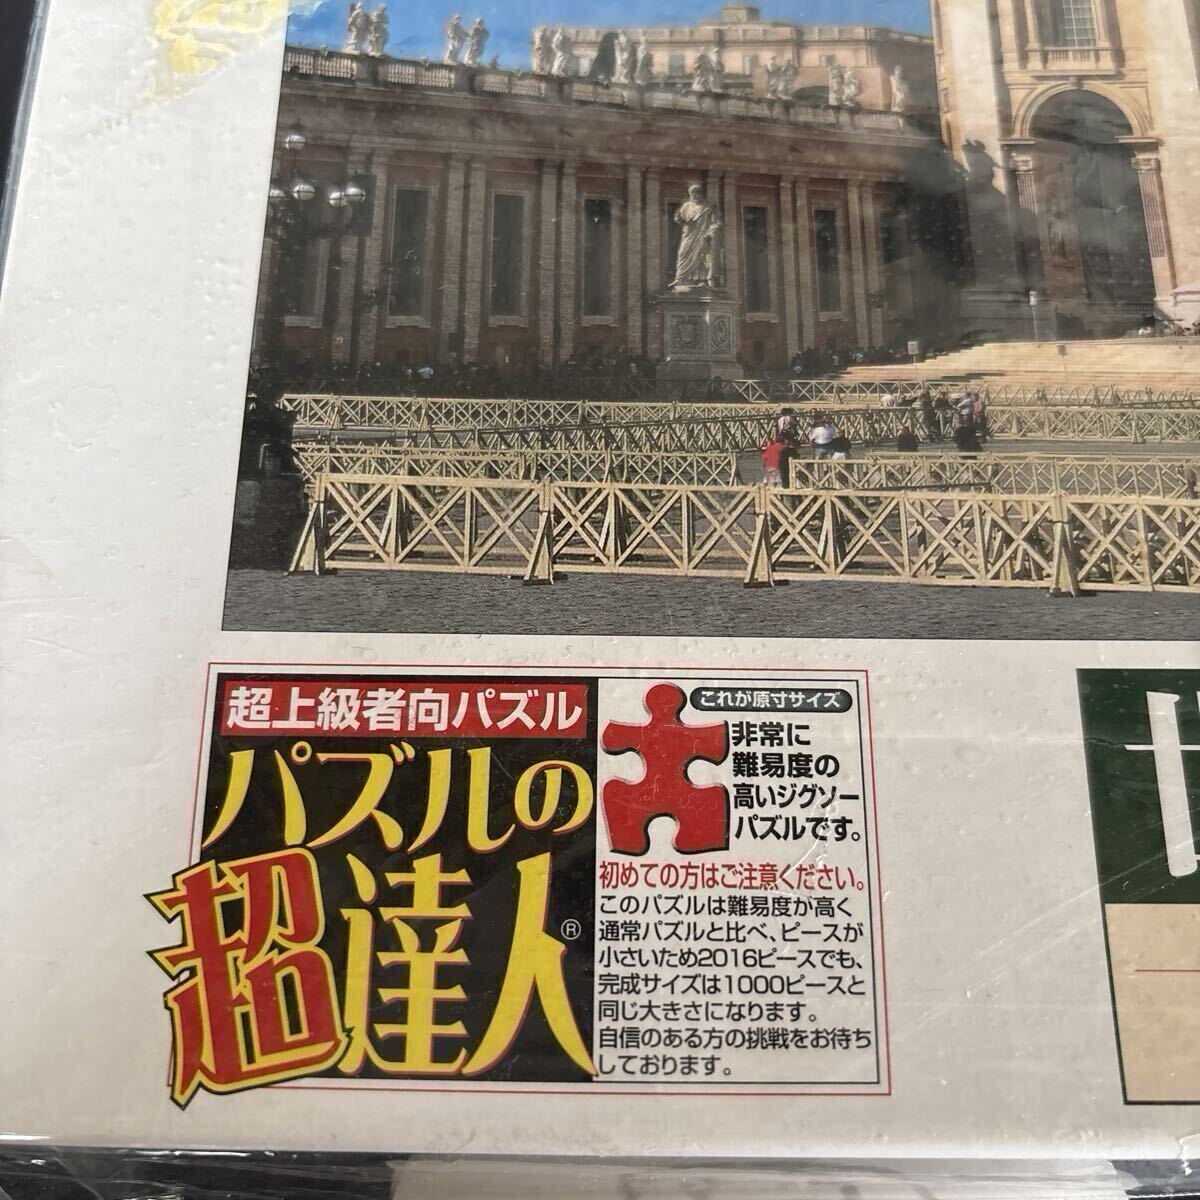 超上級者向パズル
パズルの
超達人®
これが原寸サイズ
非常に
難易度の
高いジグソー
パズルです。
初めての方はご注意ください。
このパズルは難易度が高く
通常パズルと比べ、ピースが
小さいため2016ピースでも、
完成サイズは1000ピースと
同じ大きさになります。
自信のある方の挑戦をお待ち
しております。